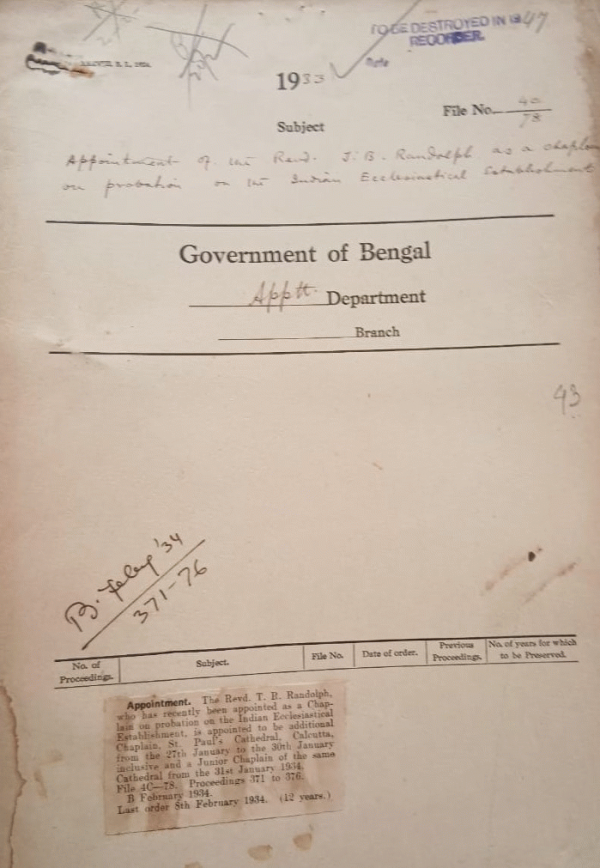 TO BE DESTROYED IN 1947
RECORDER.
1933
File No. 4C/78
Subject
Appointment of the Revd. T. B. Randolph as a chaplain
on probation on the Indian Ecclesiastical Establishment
Government of Bengal
Apptt. Department
Branch
43
B. Feby '34
371-76
No. of Proceedings.
Subject.
File No.
Date of order.
Previous Proceedings.
No. of years for which to be Preserved.
Appointment. The Revd. T. B. Randolph,
who has recently been appointed as a Chap-
lain on probation on the Indian Ecclesiastical
Establishment, is appointed to be additional
Chaplain, St. Paul's Cathedral, Calcutta,
from the 27th January to the 30th January
inclusive and a Junior Chaplain of the same
Cathedral from the 31st January 1934.
File 4C—78. Proceedings 371 to 376.
B February 1934.
Last order 8th February 1934. (12 years.)